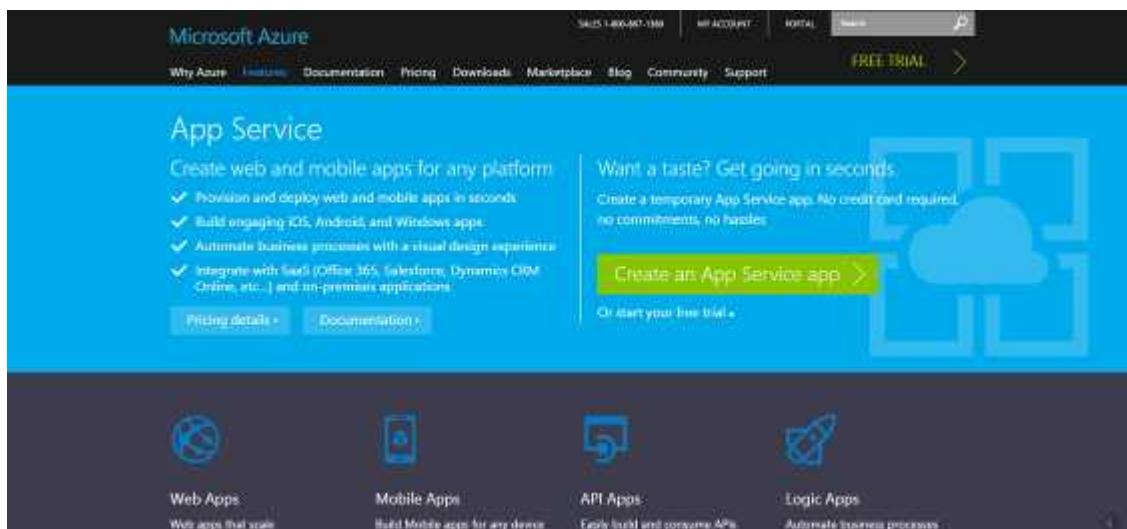 SALES 1-800-867-1389 MY ACCOUNT PORTAL Search
Microsoft Azure
FREE TRIAL
Why Azure Features Documentation Pricing Downloads Marketplace Blog Community Support
App Service
Create web and mobile apps for any platform
Provision and deploy web and mobile apps in seconds
Build engaging iOS, Android, and Windows apps
Automate business processes with a visual design experience
Integrate with SaaS (Office 365, Salesforce, Dynamics CRM
Online, etc...) and on-premises applications
Pricing details
Documentation
Want a taste? Get going in seconds.
Create a temporary App Service app. No credit card required,
no commitments, no hassles
Create an App Service app
Or start your free trial
Web Apps
Web apps that scale
Mobile Apps
Build Mobile apps for any device
API Apps
Easily build and consume APIs
Logic Apps
Automate business processes